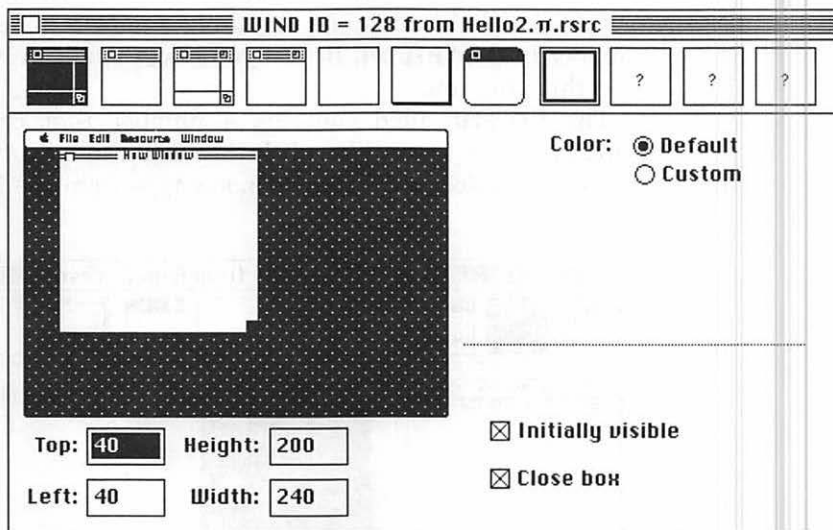 WIND ID = 128 from Hello2.π.rsrc
? ? ?
File Edit Resource Window
New Window
Color: Default
Custom
Top: 40 Height: 200
Left: 40 Width: 240
Initially visible
Close box